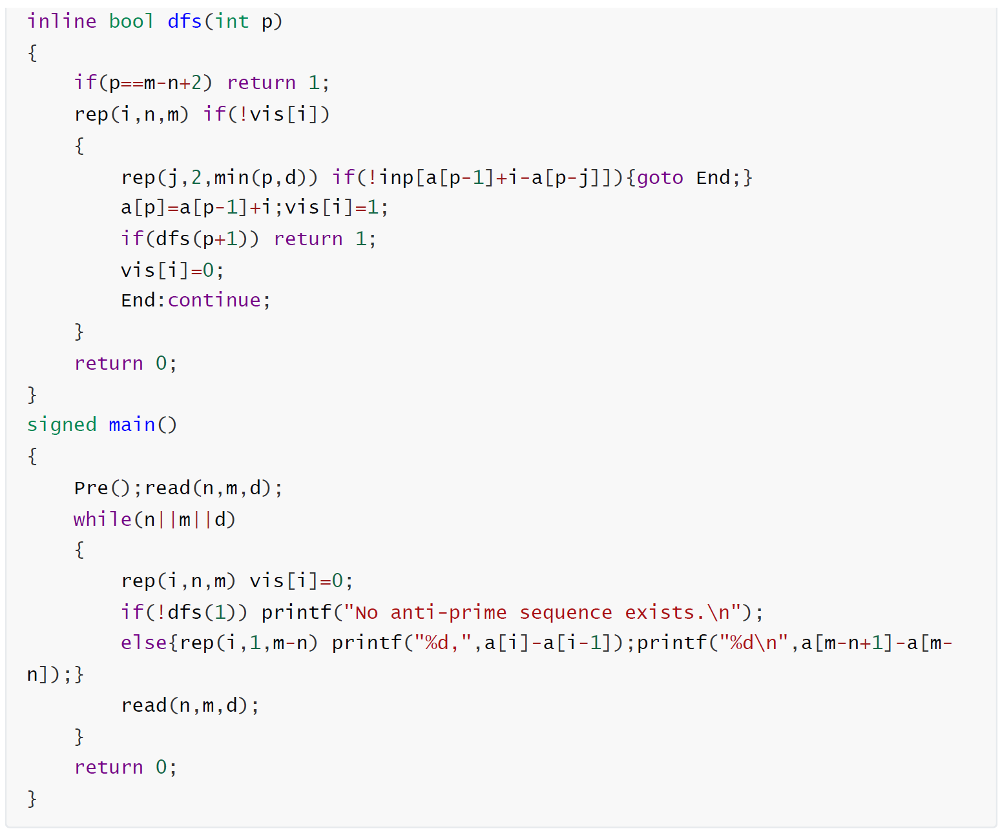 inline bool dfs(int p)
{
    if(p==m-n+2) return 1;
    rep(i,n,m) if(!vis[i])
    {
        rep(j,2,min(p,d)) if(!inp[a[p-1]+i-a[p-j]]){goto End;}
        a[p]=a[p-1]+i;vis[i]=1;
        if(dfs(p+1)) return 1;
        vis[i]=0;
        End:continue;
    }
    return 0;
}
signed main()
{
    Pre();read(n,m,d);
    while(n||m||d)
    {
        rep(i,n,m) vis[i]=0;
        if(!dfs(1)) printf("No anti-prime sequence exists.\n");
        else{rep(i,1,m-n) printf("%d,",a[i]-a[i-1]);printf("%d\n",a[m-n+1]-a[m-
n]);}
        read(n,m,d);
    }
    return 0;
}